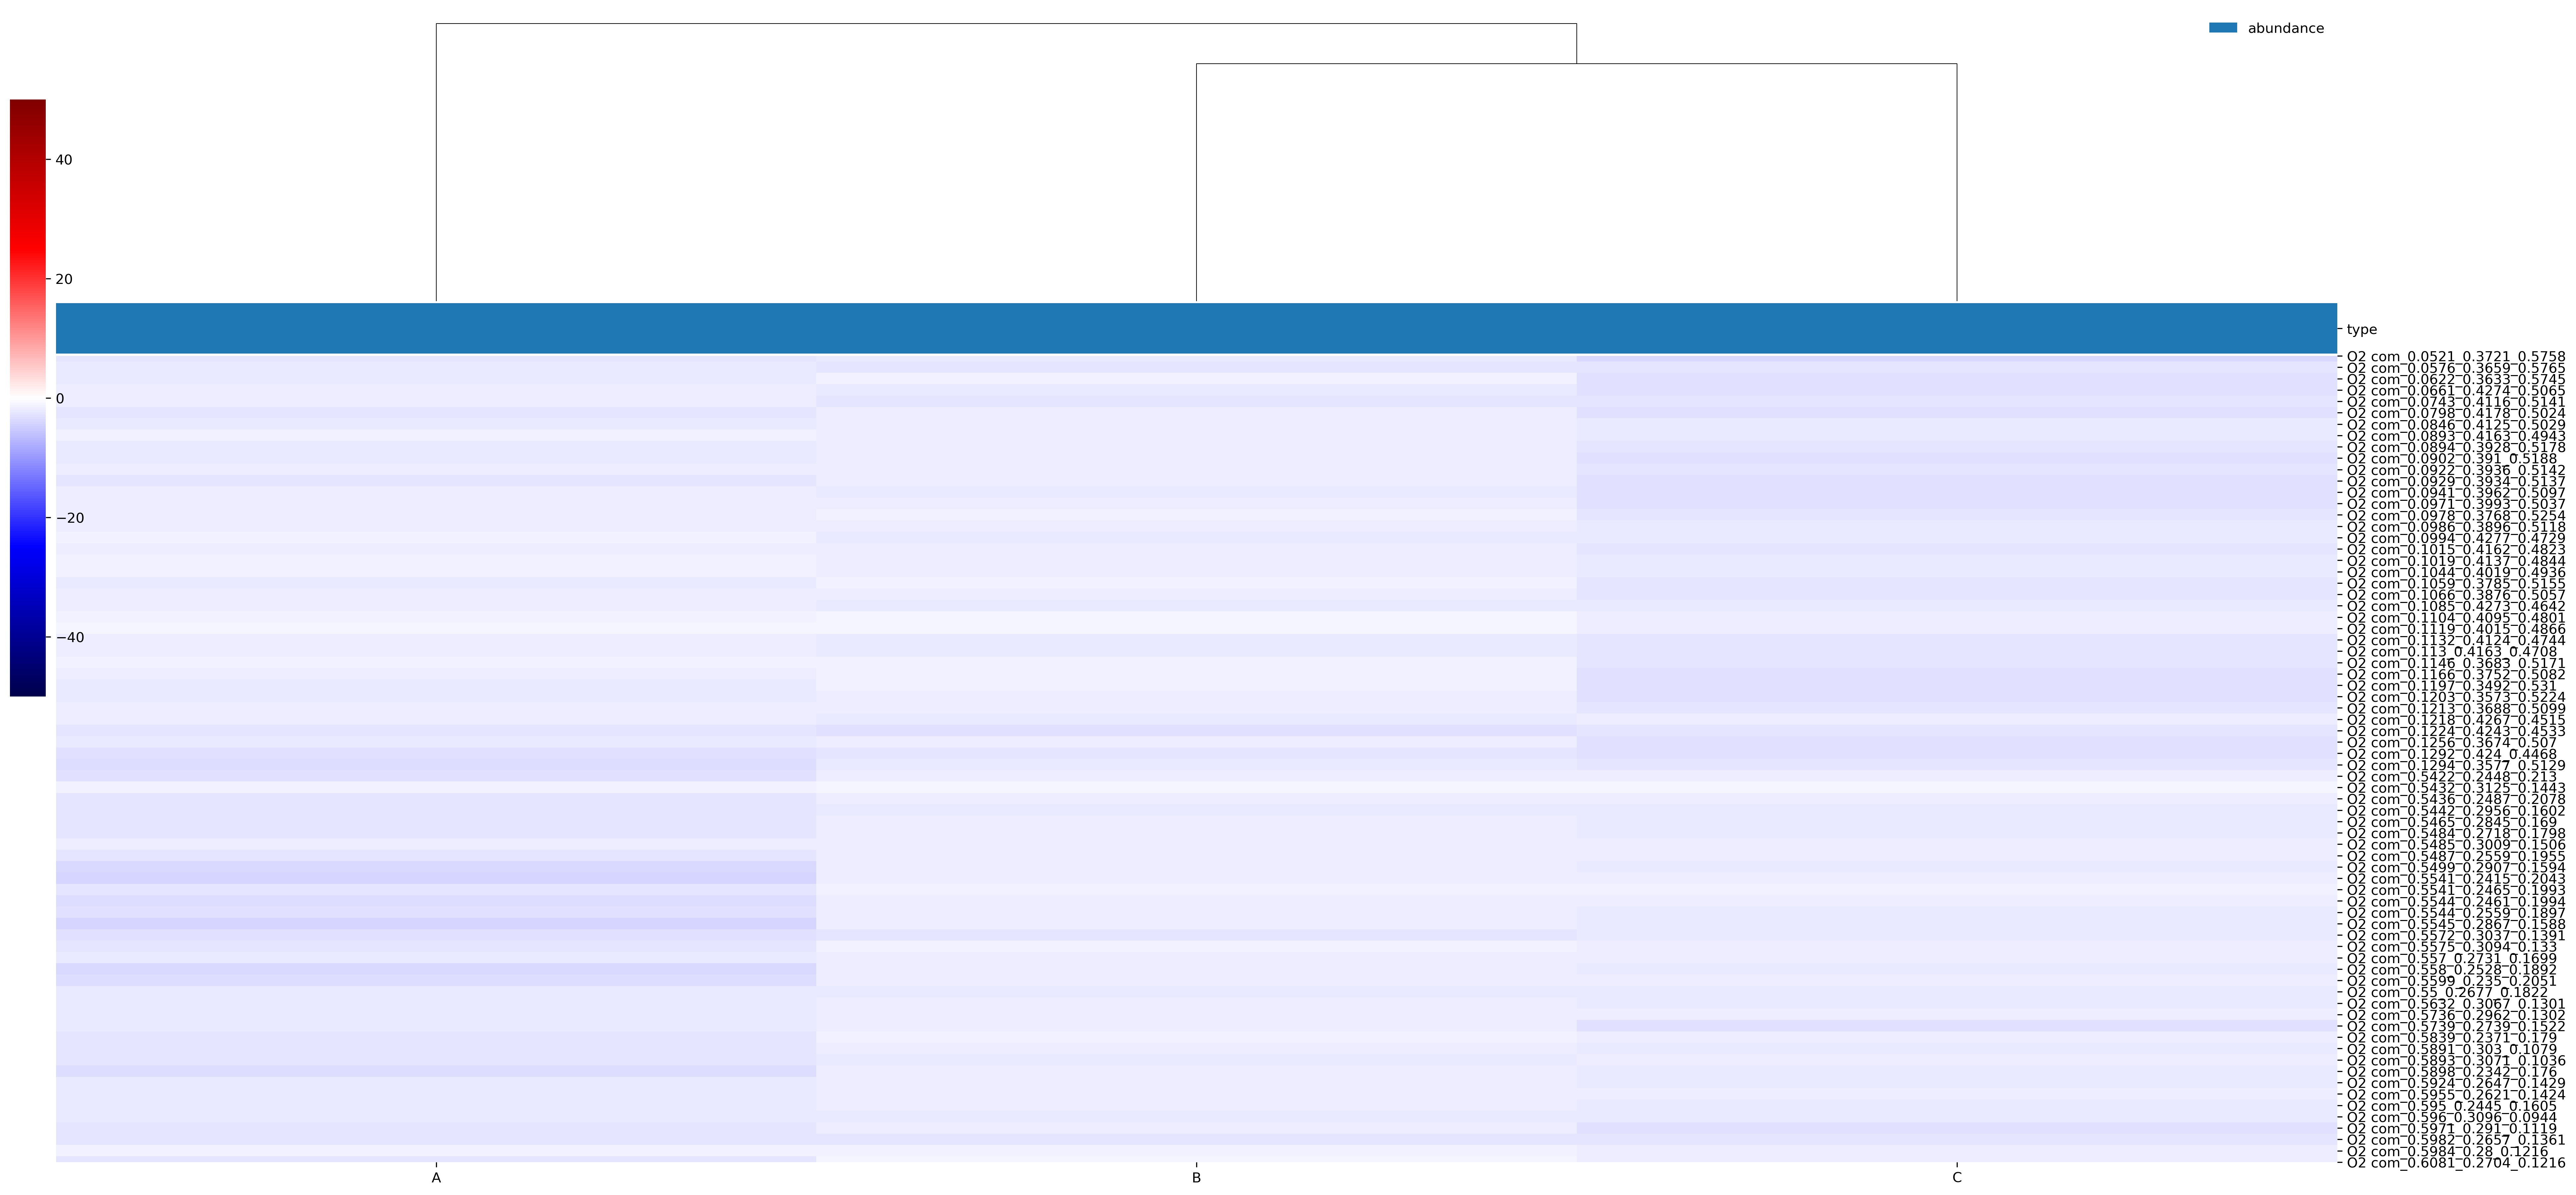 abundance
40
20
0
−20
−40
type
O2 com_0.0521_0.3721_0.5758
O2 com_0.0576_0.3659_0.5765
O2 com_0.0622_0.3633_0.5745
O2 com_0.0661_0.4274_0.5065
O2 com_0.0743_0.4116_0.5141
O2 com_0.0798_0.4178_0.5024
O2 com_0.0846_0.4125_0.5029
O2 com_0.0893_0.4163_0.4943
O2 com_0.0894_0.3928_0.5178
O2 com_0.0902_0.391_0.5188
O2 com_0.0922_0.3936_0.5142
O2 com_0.0929_0.3934_0.5137
O2 com_0.0941_0.3962_0.5097
O2 com_0.0971_0.3993_0.5037
O2 com_0.0978_0.3768_0.5254
O2 com_0.0986_0.3896_0.5118
O2 com_0.0994_0.4277_0.4729
O2 com_0.1015_0.4162_0.4823
O2 com_0.1019_0.4137_0.4844
O2 com_0.1044_0.4019_0.4936
O2 com_0.1059_0.3785_0.5155
O2 com_0.1066_0.3876_0.5057
O2 com_0.1085_0.4273_0.4642
O2 com_0.1104_0.4095_0.4801
O2 com_0.1119_0.4015_0.4866
O2 com_0.1132_0.4124_0.4744
O2 com_0.113_0.4163_0.4708
O2 com_0.1146_0.3683_0.5171
O2 com_0.1166_0.3752_0.5082
O2 com_0.1197_0.3492_0.531
O2 com_0.1203_0.3573_0.5224
O2 com_0.1213_0.3688_0.5099
O2 com_0.1218_0.4267_0.4515
O2 com_0.1224_0.4243_0.4533
O2 com_0.1256_0.3674_0.507
O2 com_0.1292_0.424_0.4468
O2 com_0.1294_0.3577_0.5129
O2 com_0.5422_0.2448_0.213
O2 com_0.5432_0.3125_0.1443
O2 com_0.5436_0.2487_0.2078
O2 com_0.5442_0.2956_0.1602
O2 com_0.5465_0.2845_0.169
O2 com_0.5484_0.2718_0.1798
O2 com_0.5485_0.3009_0.1506
O2 com_0.5487_0.2559_0.1955
O2 com_0.5499_0.2907_0.1594
O2 com_0.5541_0.2415_0.2043
O2 com_0.5541_0.2465_0.1993
O2 com_0.5544_0.2461_0.1994
O2 com_0.5544_0.2559_0.1897
O2 com_0.5545_0.2867_0.1588
O2 com_0.5572_0.3037_0.1391
O2 com_0.5575_0.3094_0.133
O2 com_0.557_0.2731_0.1699
O2 com_0.558_0.2528_0.1892
O2 com_0.5599_0.235_0.2051
O2 com_0.55_0.2677_0.1822
O2 com_0.5632_0.3067_0.1301
O2 com_0.5736_0.2962_0.1302
O2 com_0.5739_0.2739_0.1522
O2 com_0.5839_0.2371_0.179
O2 com_0.5891_0.303_0.1079
O2 com_0.5893_0.3071_0.1036
O2 com_0.5898_0.2342_0.176
O2 com_0.5924_0.2647_0.1429
O2 com_0.5955_0.2621_0.1424
O2 com_0.595_0.2445_0.1605
O2 com_0.596_0.3096_0.0944
O2 com_0.5971_0.291_0.1119
O2 com_0.5982_0.2657_0.1361
O2 com_0.5984_0.28_0.1216
O2 com_0.6081_0.2704_0.1216
A
B
C